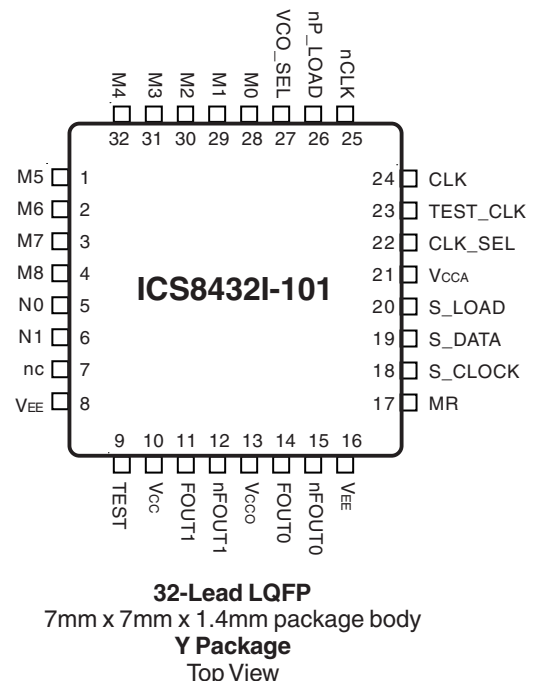 M4 M3 M2 M1 M0 VCO_SEL nP_LOAD nCLK
32 31 30 29 28 27 26 25
M5 1
M6 2
M7 3
M8 4
N0 5
N1 6
nc 7
VEE 8
ICS8432I-101
24 CLK
23 TEST_CLK
22 CLK_SEL
21 VCCA
20 S_LOAD
19 S_DATA
18 S_CLOCK
17 MR
9 10 11 12 13 14 15 16
TEST VCC FOUT1 nFOUT1 VCCO FOUT0 nFOUT0 VEE
32-Lead LQFP
7mm x 7mm x 1.4mm package body
Y Package
Top View